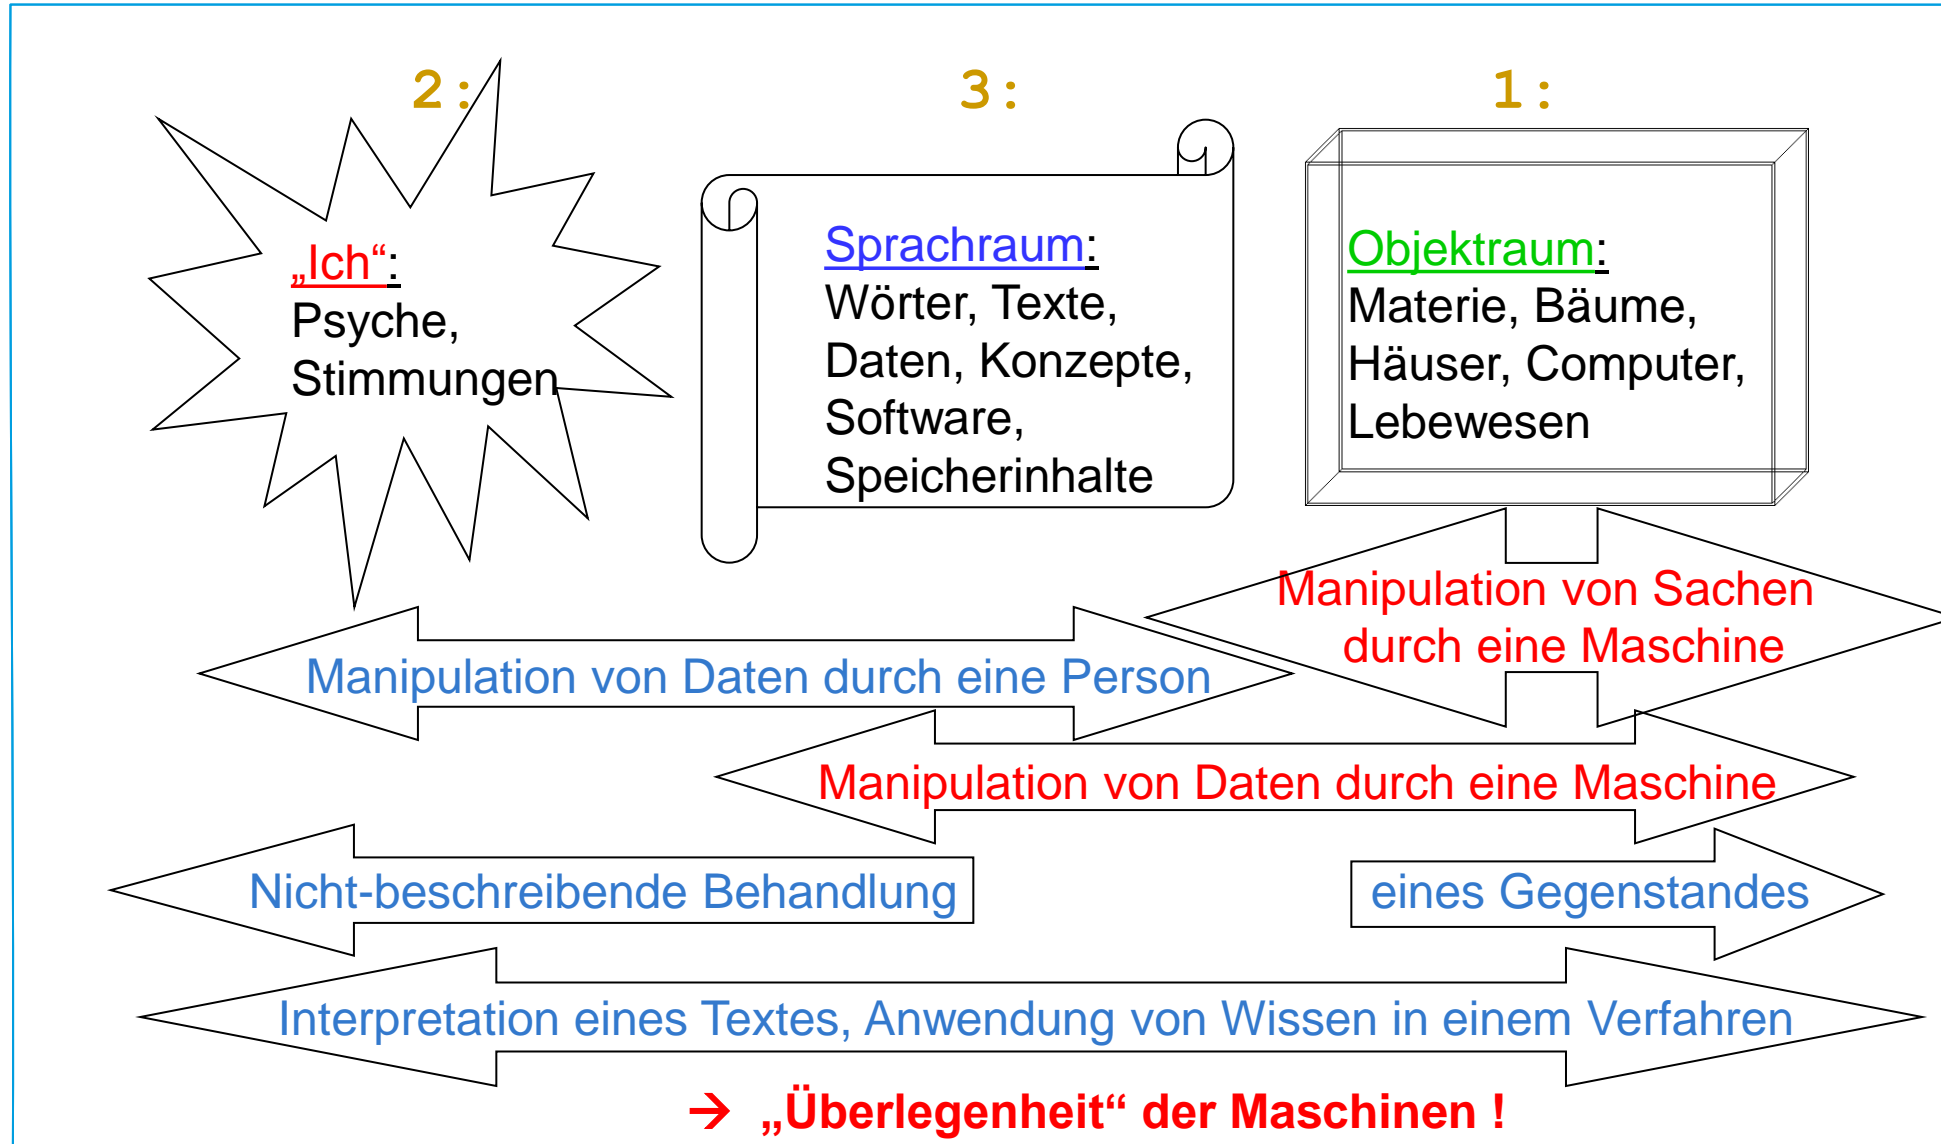 2:
„Ich“:
Psyche,
Stimmungen
3:
Sprachraum:
Wörter, Texte,
Daten, Konzepte,
Software,
Speicherinhalte
1:
Objektraum:
Materie, Bäume,
Häuser, Computer,
Lebewesen
Manipulation von Sachen
durch eine Maschine
Manipulation von Daten durch eine Person
Manipulation von Daten durch eine Maschine
Nicht-beschreibende Behandlung
eines Gegenstandes
Interpretation eines Textes, Anwendung von Wissen in einem Verfahren
→ „Überlegenheit“ der Maschinen !